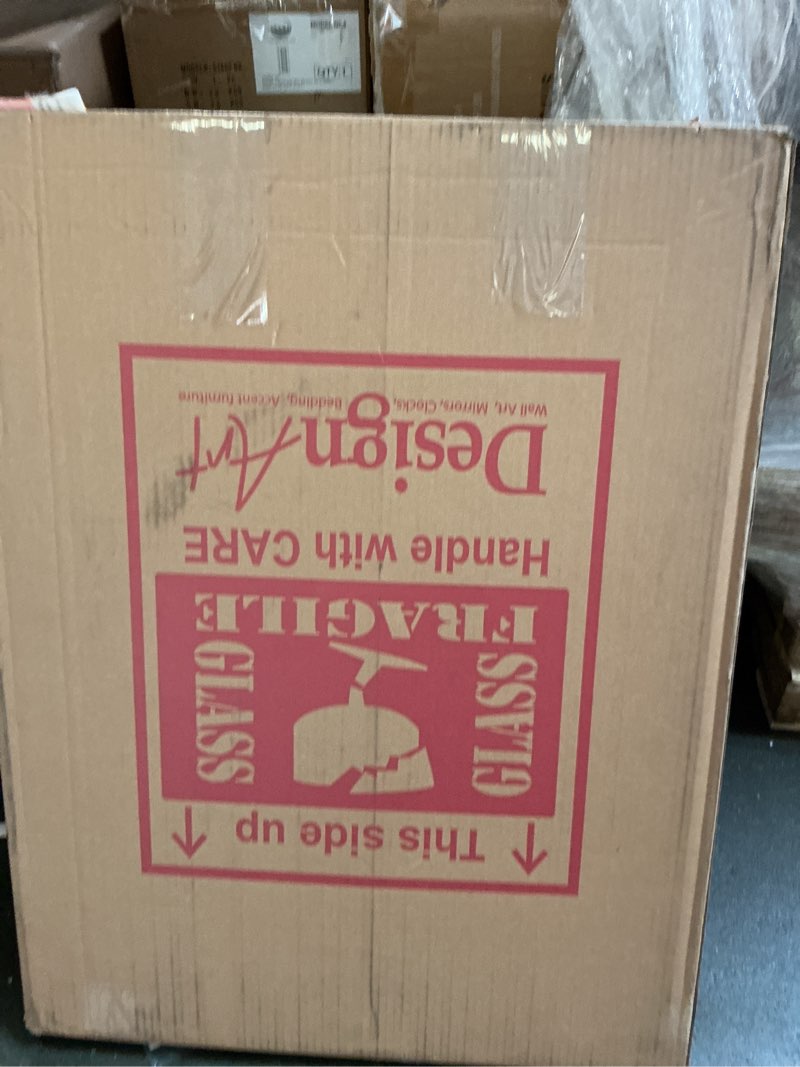 This side up
GLASS
GLASS
FRAGILE
Handle with CARE
DesignArt
Wall Art, Mirrors, Clocks, Bedding, Accent furniture